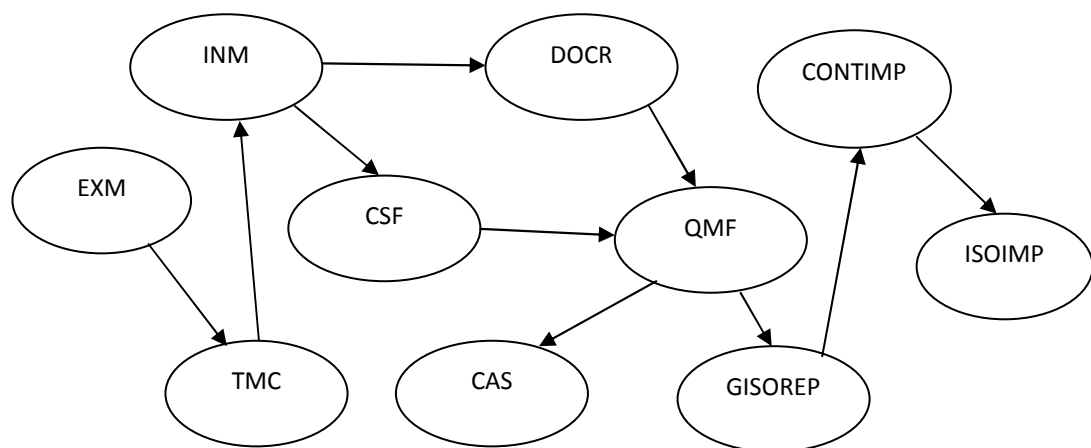 INM
DOCR
CONTIMP
EXM
CSF
QMF
ISOIMP
TMC
CAS
GISOREP